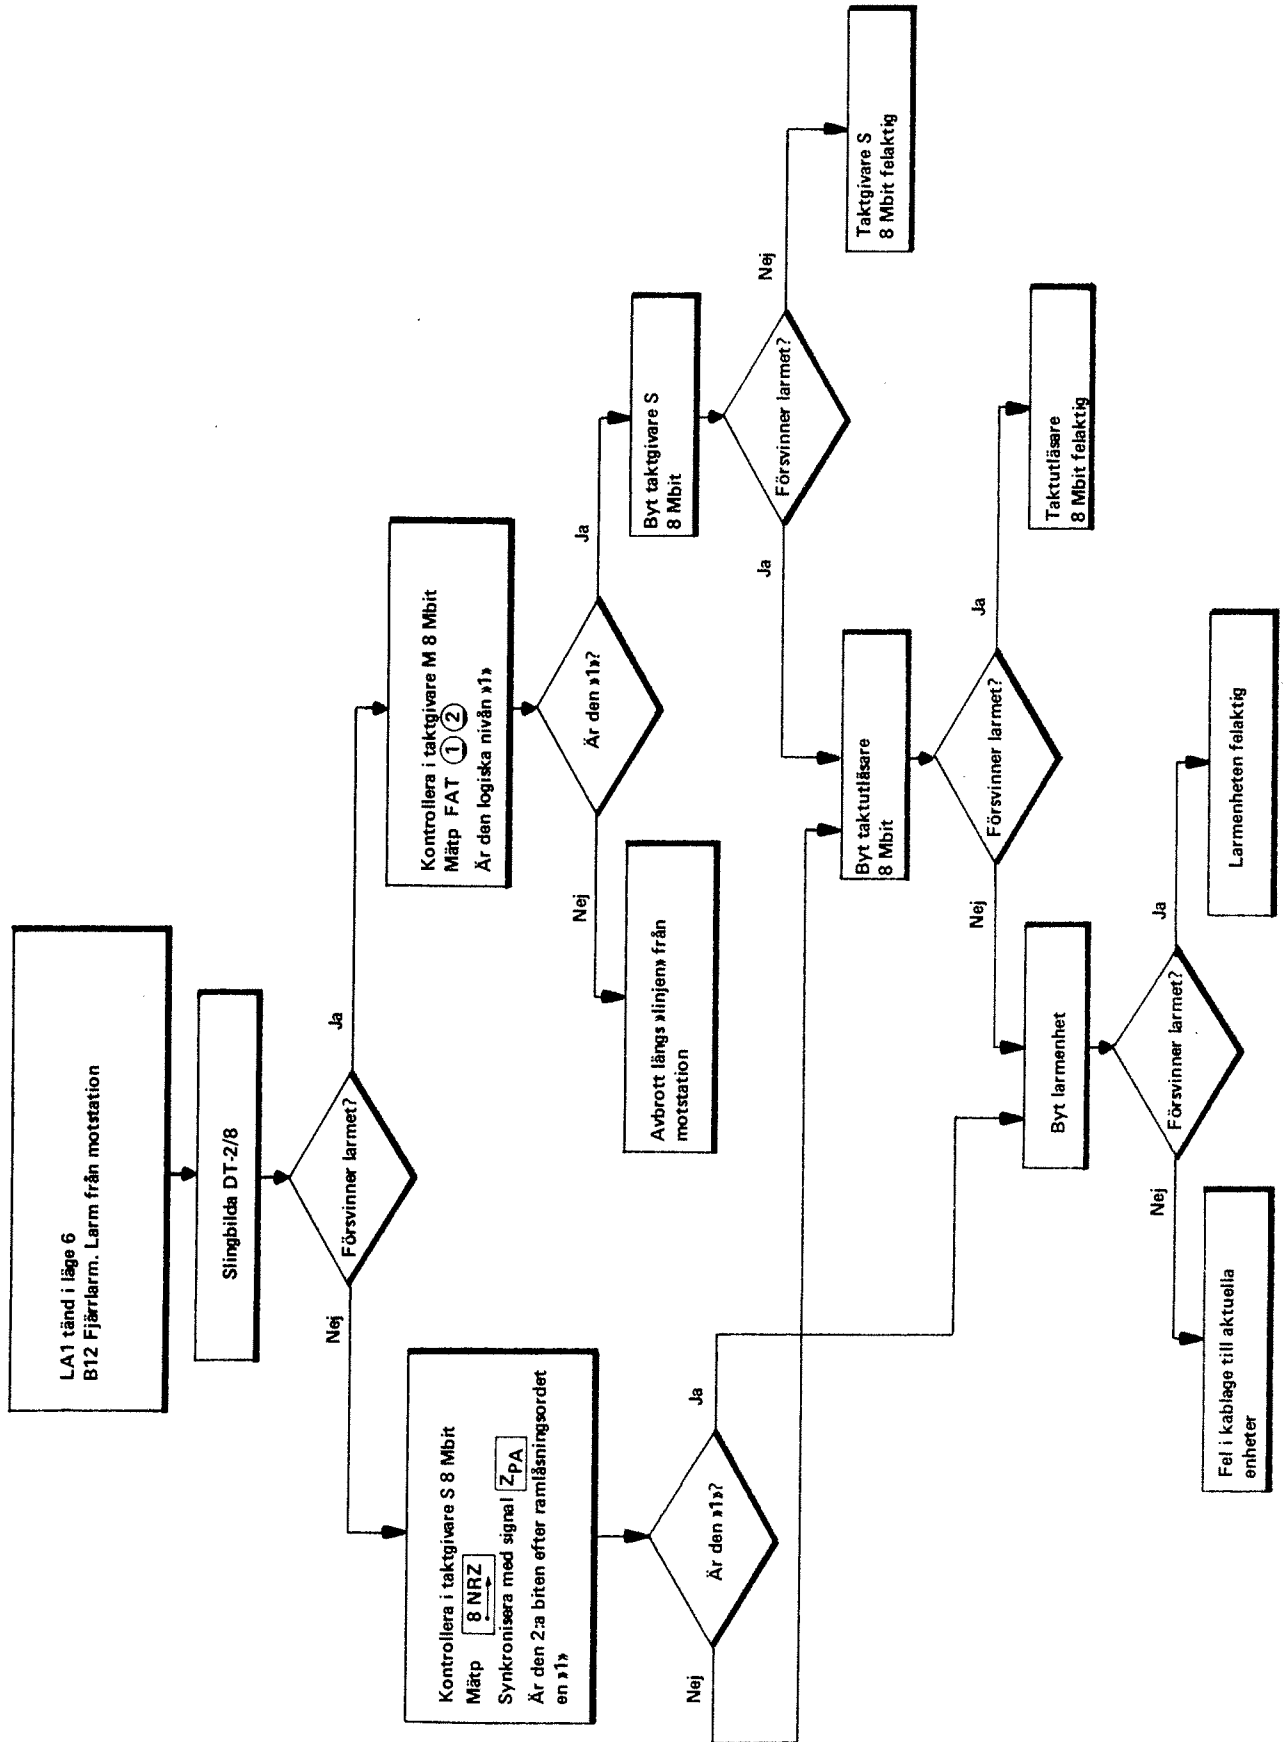 LA1 tänd i läge 6
B12 Fjärrlarm. Larm från motstation
Slingbilda DT-2/8
Försvinner larmet?
Nej
Ja
Kontrollera i taktgivare S 8 Mbit
Mätp 8 NRZ
Synkronisera med signal ZPA
Är den 2:a biten efter ramlåsningsordet
en »1»
Kontrollera i taktgivare M 8 Mbit
Mätp FAT 1 2
Är den logiska nivån »1»
Är den »1»?
Nej
Ja
Är den »1»?
Nej
Ja
Avbrott längs »linjen» från
motstation
Byt taktgivare S
8 Mbit
Försvinner larmet?
Ja
Nej
Byt taktutläsare
8 Mbit
Taktgivare S
8 Mbit felaktig
Försvinner larmet?
Nej
Ja
Byt larmenhet
Taktutläsare
8 Mbit felaktig
Försvinner larmet?
Nej
Ja
Fel i kablage till aktuella
enheter
Larmenheten felaktig